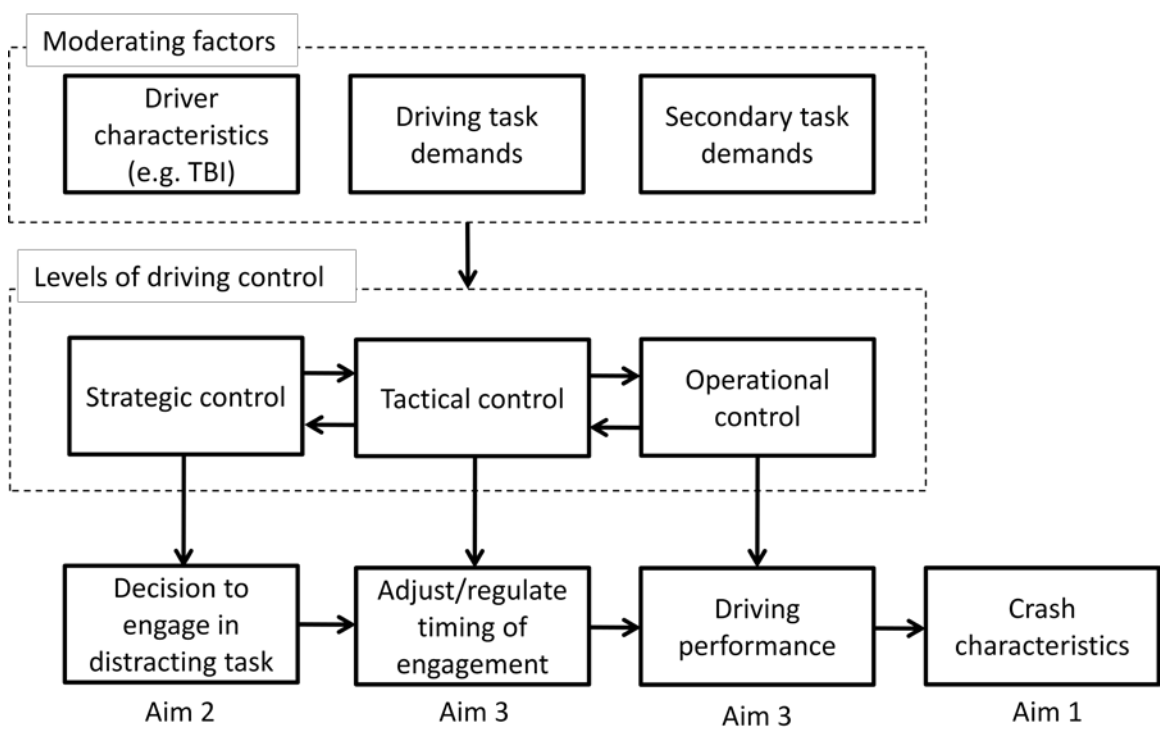 Moderating factors
Driver
characteristics
(e.g. TBI)
Driving task
demands
Secondary task
demands
Levels of driving control
Strategic control
Tactical control
Operational
control
Decision to
engage in
distracting task
Adjust/regulate
timing of
engagement
Driving
performance
Crash
characteristics
Aim 2
Aim 3
Aim 3
Aim 1